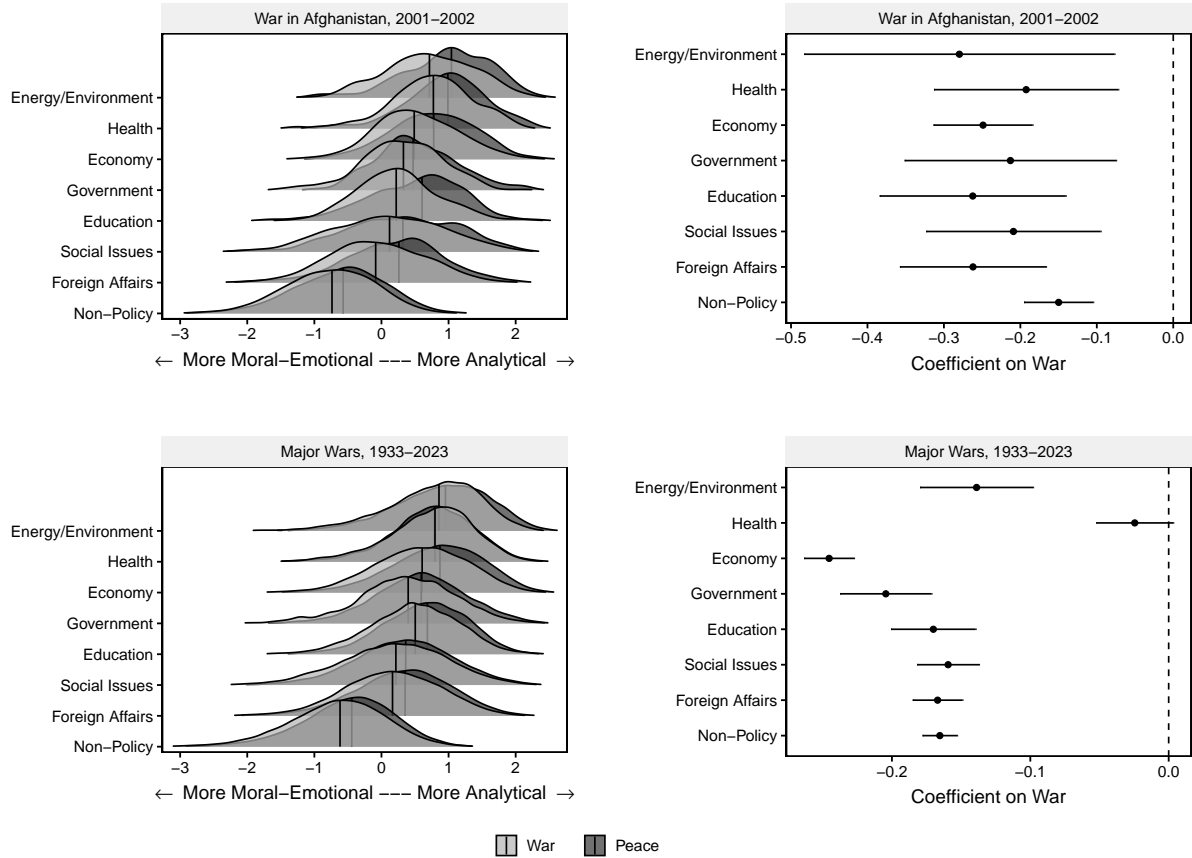 War in Afghanistan, 2001−2002
Energy/Environment
Health
Economy
Government
Education
Social Issues
Foreign Affairs
Non−Policy
−3 −2 −1 0 1 2
← More Moral−Emotional −−− More Analytical →
War in Afghanistan, 2001−2002
Energy/Environment
Health
Economy
Government
Education
Social Issues
Foreign Affairs
Non−Policy
−0.5 −0.4 −0.3 −0.2 −0.1 0.0
Coefficient on War
Major Wars, 1933−2023
Energy/Environment
Health
Economy
Government
Education
Social Issues
Foreign Affairs
Non−Policy
−3 −2 −1 0 1 2
← More Moral−Emotional −−− More Analytical →
Major Wars, 1933−2023
Energy/Environment
Health
Economy
Government
Education
Social Issues
Foreign Affairs
Non−Policy
−0.2 −0.1 0.0
Coefficient on War
War Peace